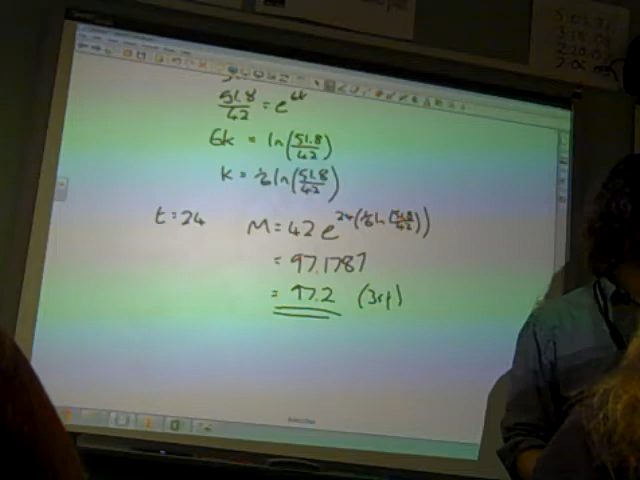 51.8/42 = e^6k
6k = ln(51.8/42)
k = 1/6 ln(51.8/42)
t = 24 M = 42 e^24(1/6 ln(51.8/42))
= 97.1787
= 97.2 (3sf)